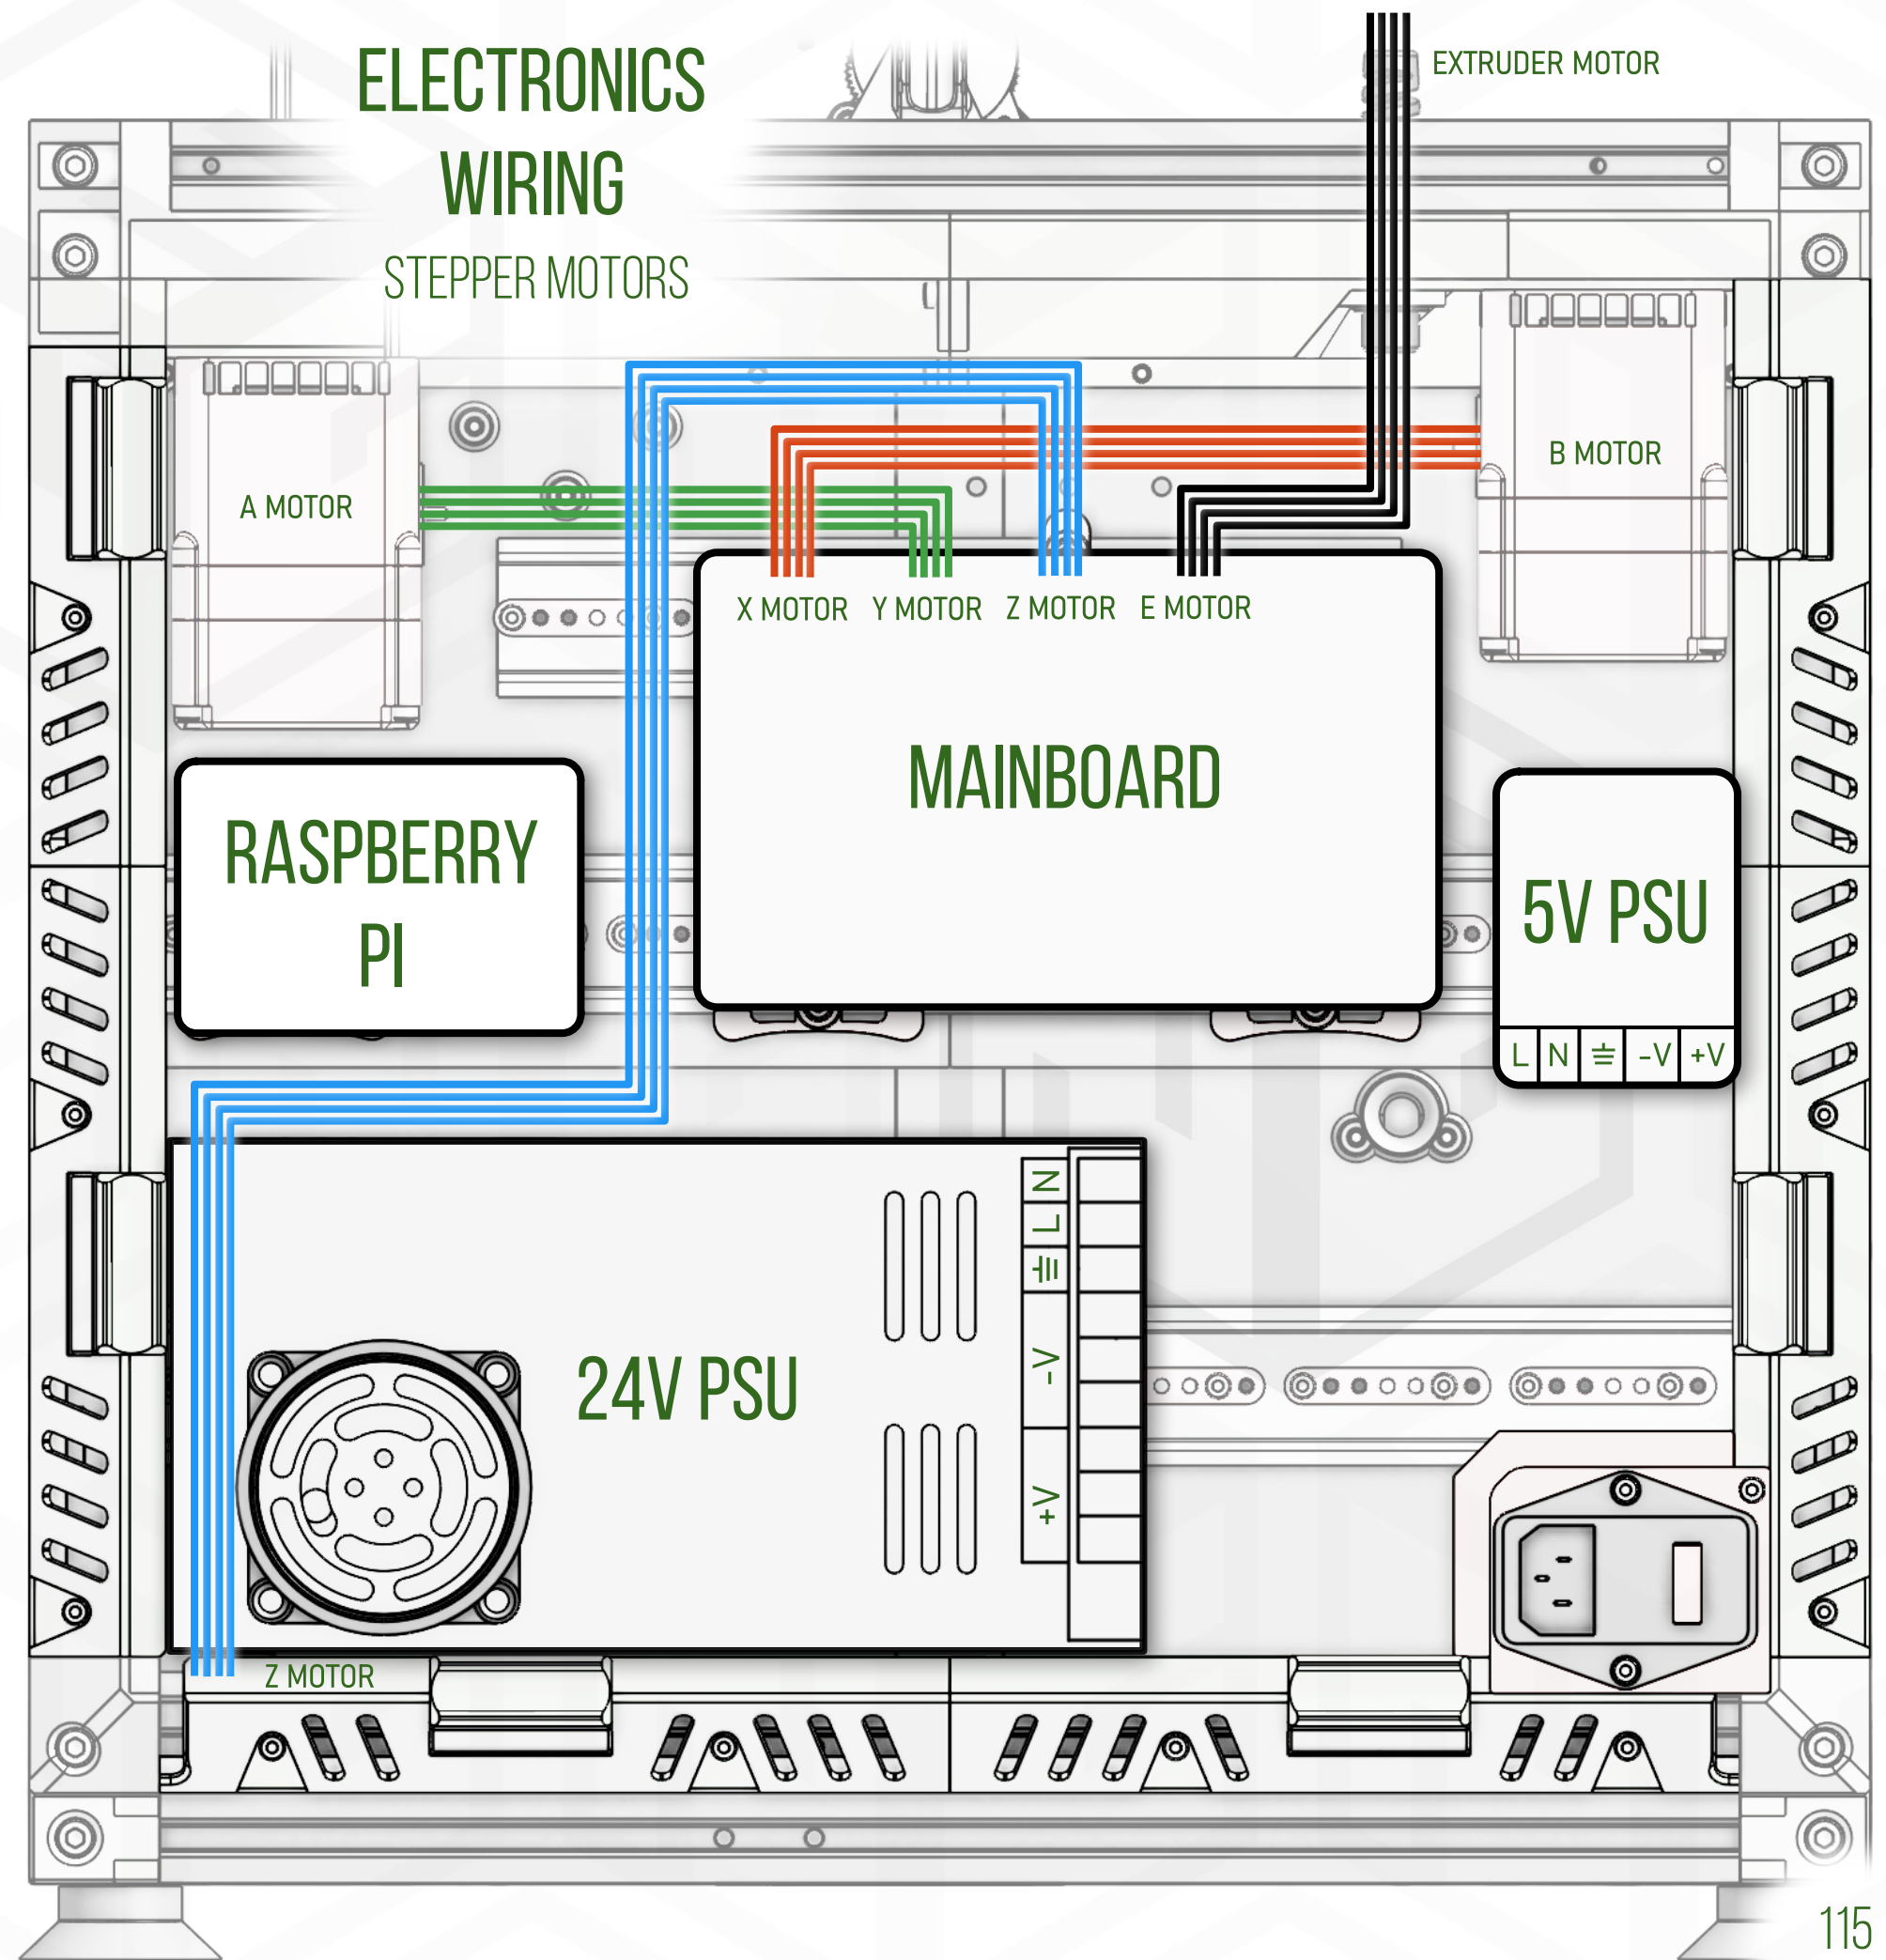 ELECTRONICS
WIRING
STEPPER MOTORS
EXTRUDER MOTOR
A MOTOR
B MOTOR
X MOTOR
Y MOTOR
Z MOTOR
E MOTOR
MAINBOARD
RASPBERRY
PI
5V PSU
L
N
-V
+V
24V PSU
N
L
-V
+V
Z MOTOR
115